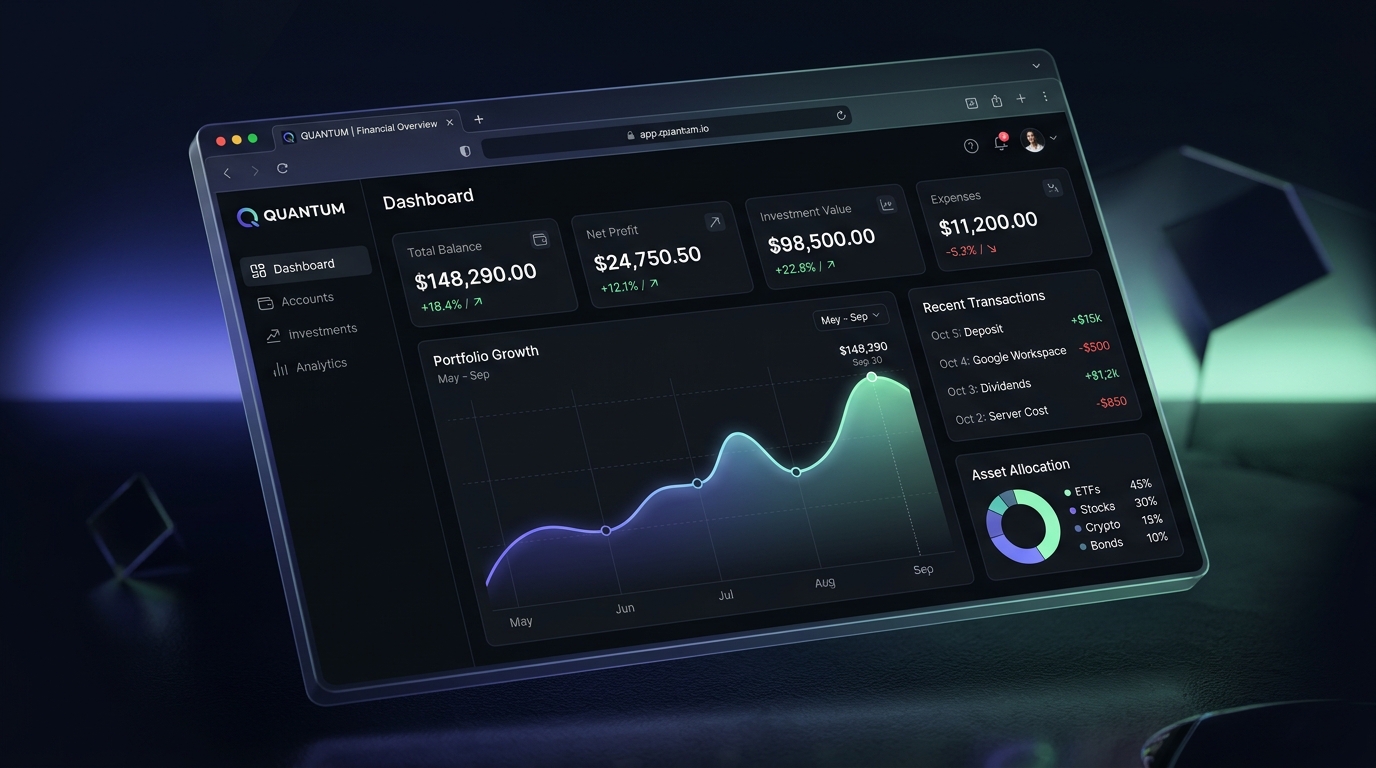 QUANTUM | Financial Overview
app.quantum.io
QUANTUM
Dashboard
Accounts
Investments
Analytics
Dashboard
Total Balance
$148,290.00
+18.4% / ↗
Net Prefit
$24,750.50
+12.1% / ↗
Investment Value
$98,500.00
+22.8% / ↗
Expenses
$11,200.00
-5.3% / ↘
Portfolio Growth
May - Sep
Mey - Sep
$148,390
Sep 30
May
Jun
Jul
Aug
Sep
Recent Transactions
Oct 5: Deposit +$15k
Oct 4: Google Workspace -$500
Oct 3: Dividends +$1,2k
Oct 2: Server Cost -$850
Asset Allocation
ETFs 45%
Stocks 30%
Crypto 15%
Bonds 10%